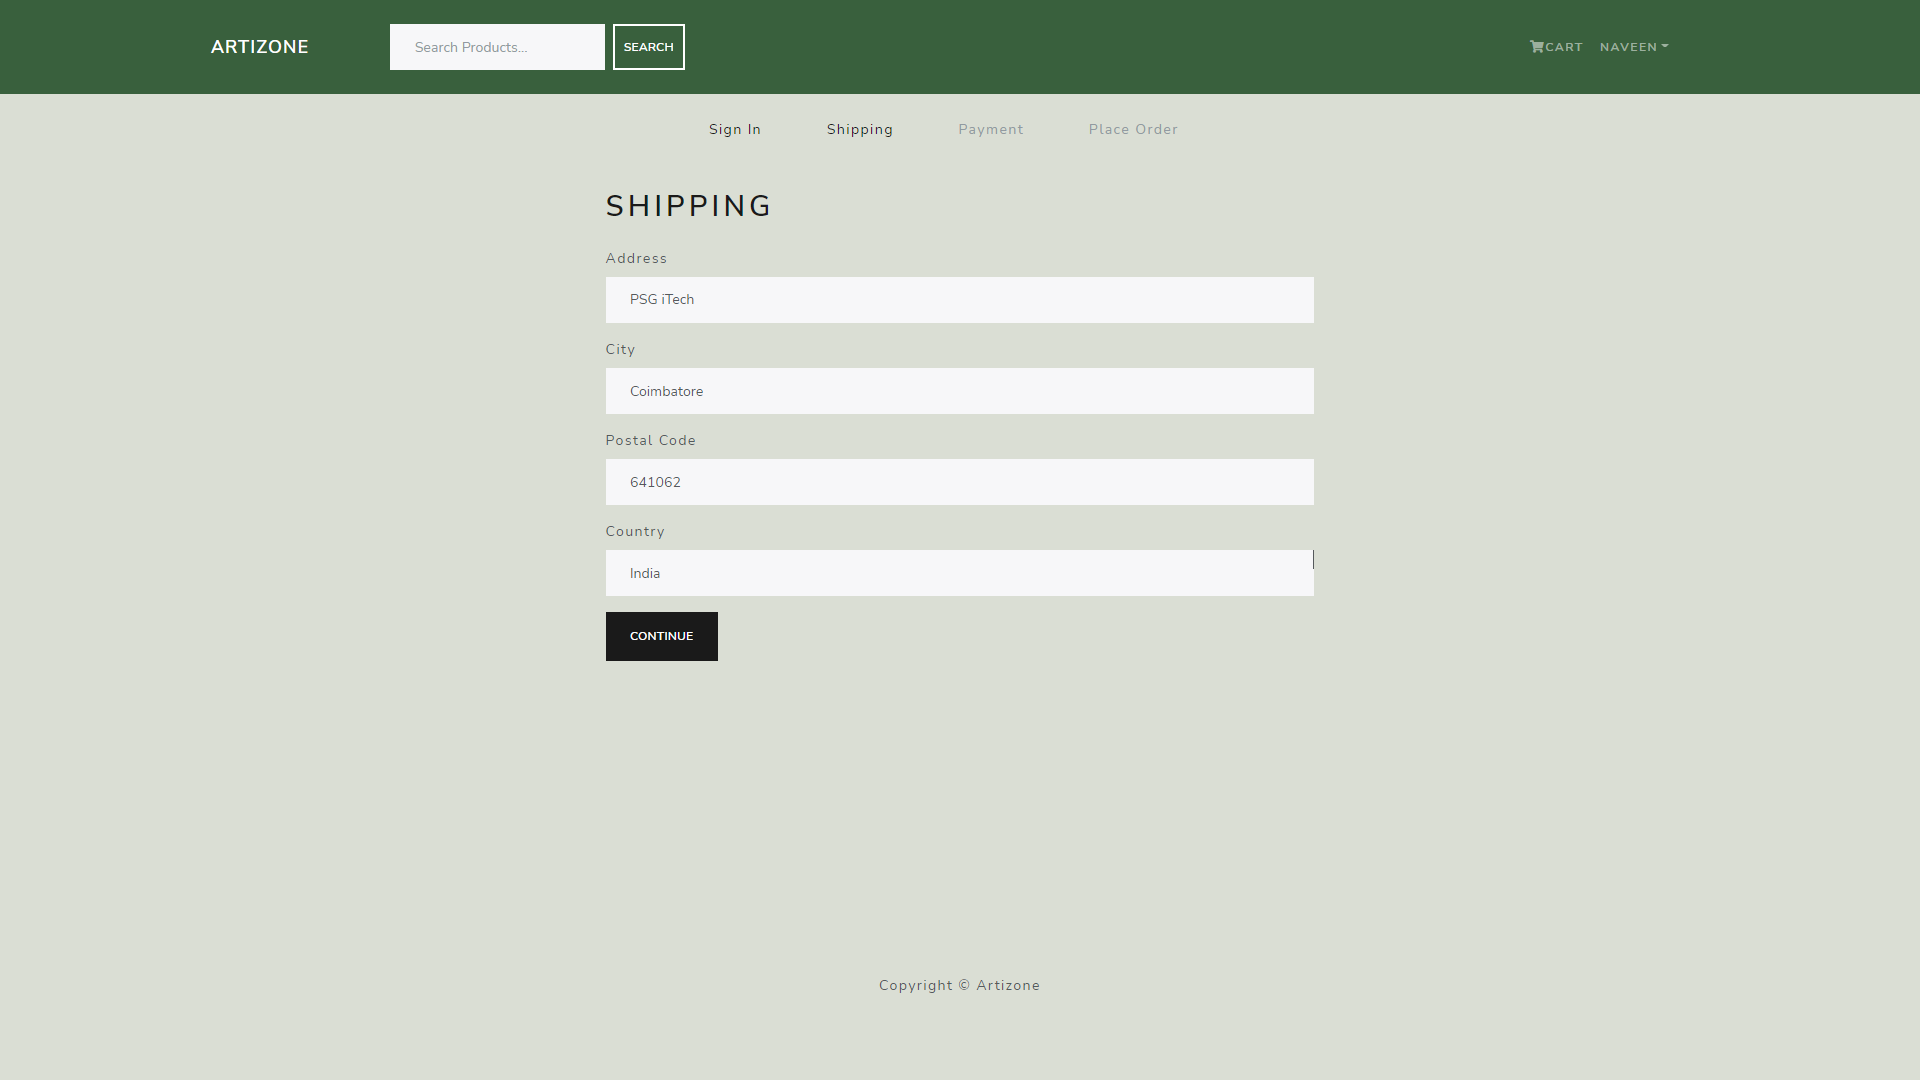 ARTIZONE
Search Products...
SEARCH
CART
NAVEEN
Sign In
Shipping
Payment
Place Order
SHIPPING
Address
PSG iTech
City
Coimbatore
Postal Code
641062
Country
India
CONTINUE
Copyright © Artizone